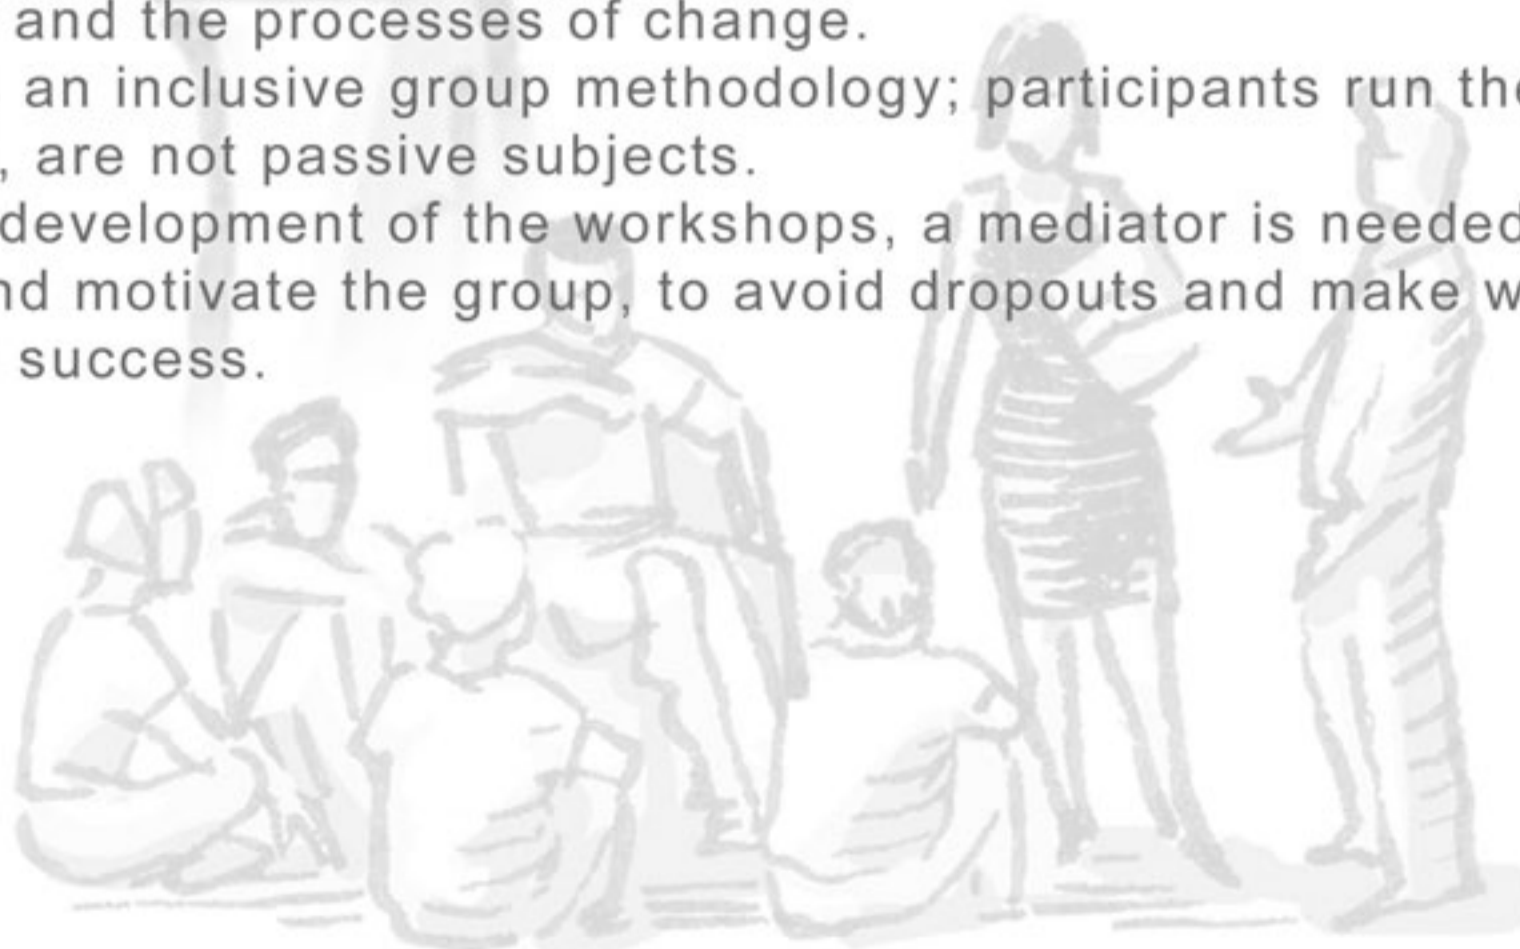 and the processes of change.
an inclusive group methodology; participants run the
, are not passive subjects.
development of the workshops, a mediator is needed
nd motivate the group, to avoid dropouts and make w
success.